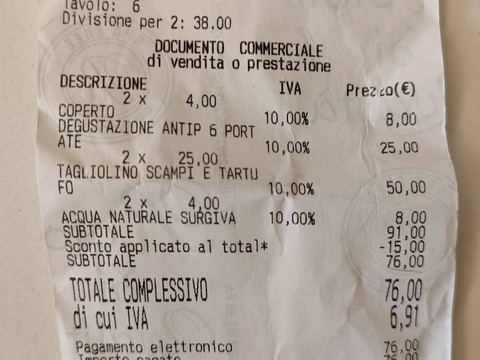 Tavolo: 6
Divisione per 2: 38.00
DOCUMENTO COMMERCIALE
di vendita o prestazione
DESCRIZIONE IVA Prezzo(€)
2 x 4,00
COPERTO 10,00% 8,00
DEGUSTAZIONE ANTIP 6 PORT
ATE 10,00% 25,00
2 x 25,00
TAGLIOLINO SCAMPI E TARTU
FO 10,00% 50,00
2 x 4,00
ACQUA NATURALE SURGIVA 10,00% 8,00
SUBTOTALE 91,00
Sconto applicato al total* -15,00
SUBTOTALE 76,00
TOTALE COMPLESSIVO 76,00
di cui IVA 6,91
Pagamento elettronico 76,00
Importo pagato 76,00